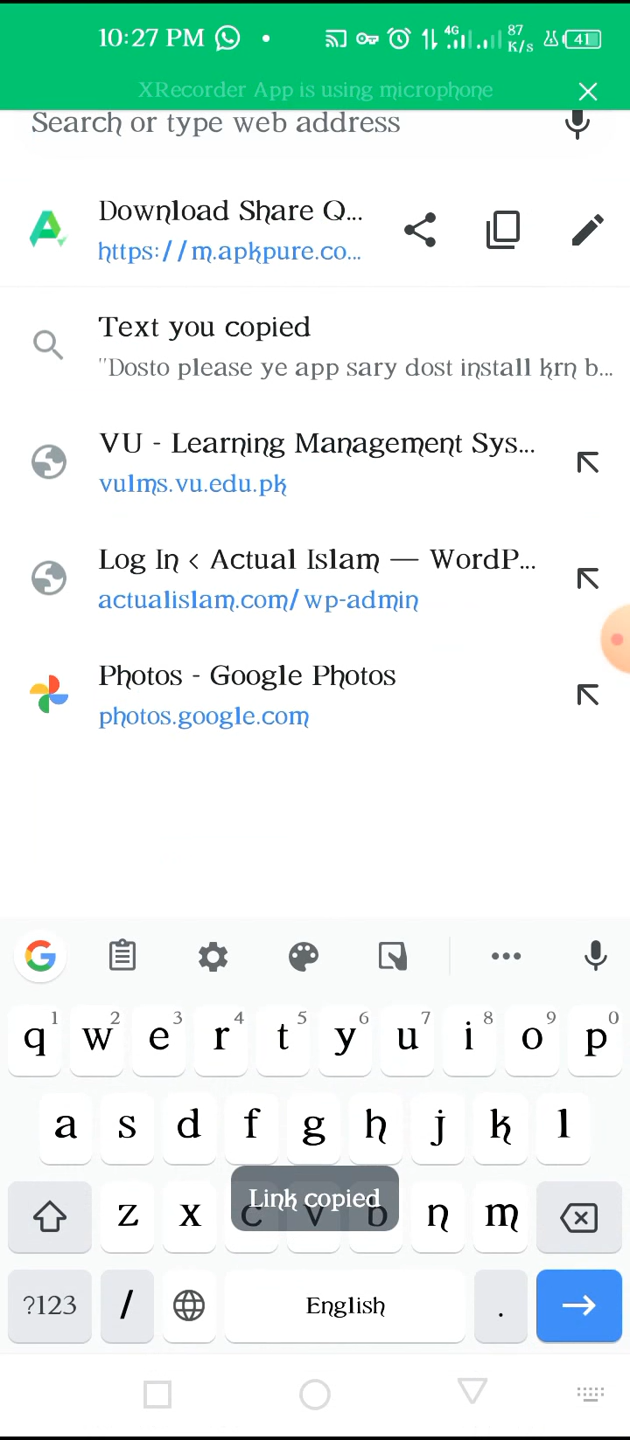 10:27 PM
4G
87
K/s
41
XRecorder App is using microphone
Search or type web address
Download Share Q...
https://m.apkpure.co...
Text you copied
"Dosto please ye app sary dost install krn b...
VU - Learning Management Sys...
vulms.vu.edu.pk
Log In < Actual Islam — WordP...
actualislam.com/wp-admin
Photos - Google Photos
photos.google.com
q 1 w 2 e 3 r 4 t 5 y 6 u 7 i 8 o 9 p 0
a s d f g h j k l
Link copied
z x c v b n m
?123 / English .